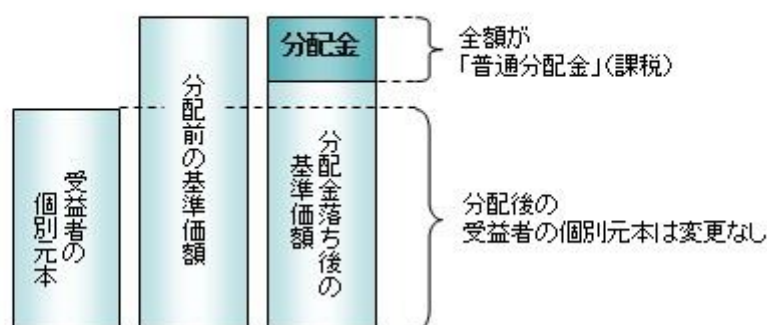 受益者の
個別元本
分配前の基準価額
分配金
分配金落ち後の
基準価額
全額が
「普通分配金」(課税)
分配後の
受益者の個別元本は変更なし